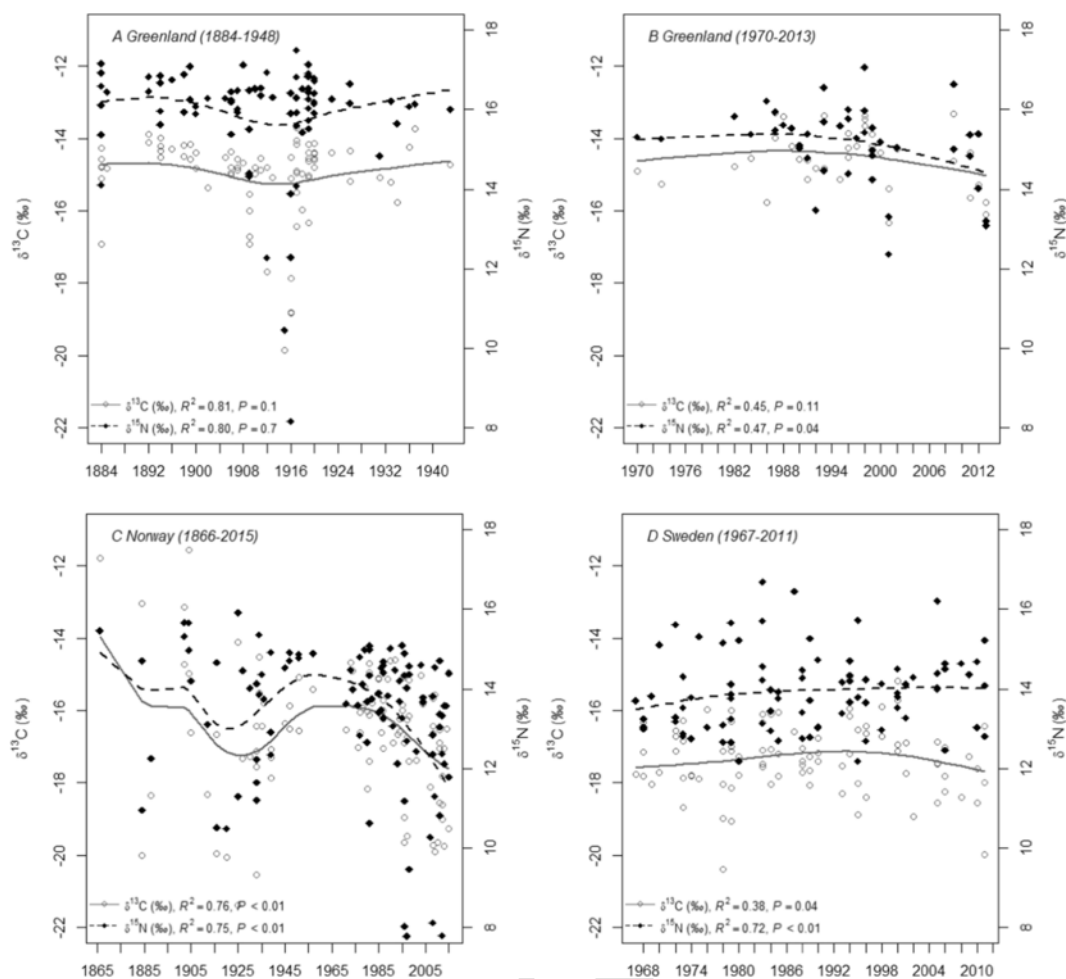 A Greenland (1884-1948)
δ13C (‰)
-12
-14
-16
-18
-20
-22
18
16
14
12
10
8
δ15N (‰)
δ13C (‰), R2 = 0.81, P = 0.1
δ15N (‰), R2 = 0.80, P = 0.7
1884 1892 1900 1908 1916 1924 1932 1940
B Greenland (1970-2013)
δ13C (‰)
-12
-14
-16
-18
-20
-22
18
16
14
12
10
8
δ15N (‰)
δ13C (‰), R2 = 0.45, P = 0.11
δ15N (‰), R2 = 0.47, P = 0.04
1970 1976 1982 1988 1994 2000 2006 2012
C Norway (1866-2015)
δ13C (‰)
-12
-14
-16
-18
-20
-22
18
16
14
12
10
8
δ15N (‰)
δ13C (‰), R2 = 0.76, P < 0.01
δ15N (‰), R2 = 0.75, P < 0.01
1865 1885 1905 1925 1945 1965 1985 2005
D Sweden (1967-2011)
δ13C (‰)
-12
-14
-16
-18
-20
-22
18
16
14
12
10
8
δ15N (‰)
δ13C (‰), R2 = 0.38, P = 0.04
δ15N (‰), R2 = 0.72, P < 0.01
1968 1974 1980 1986 1992 1998 2004 2010